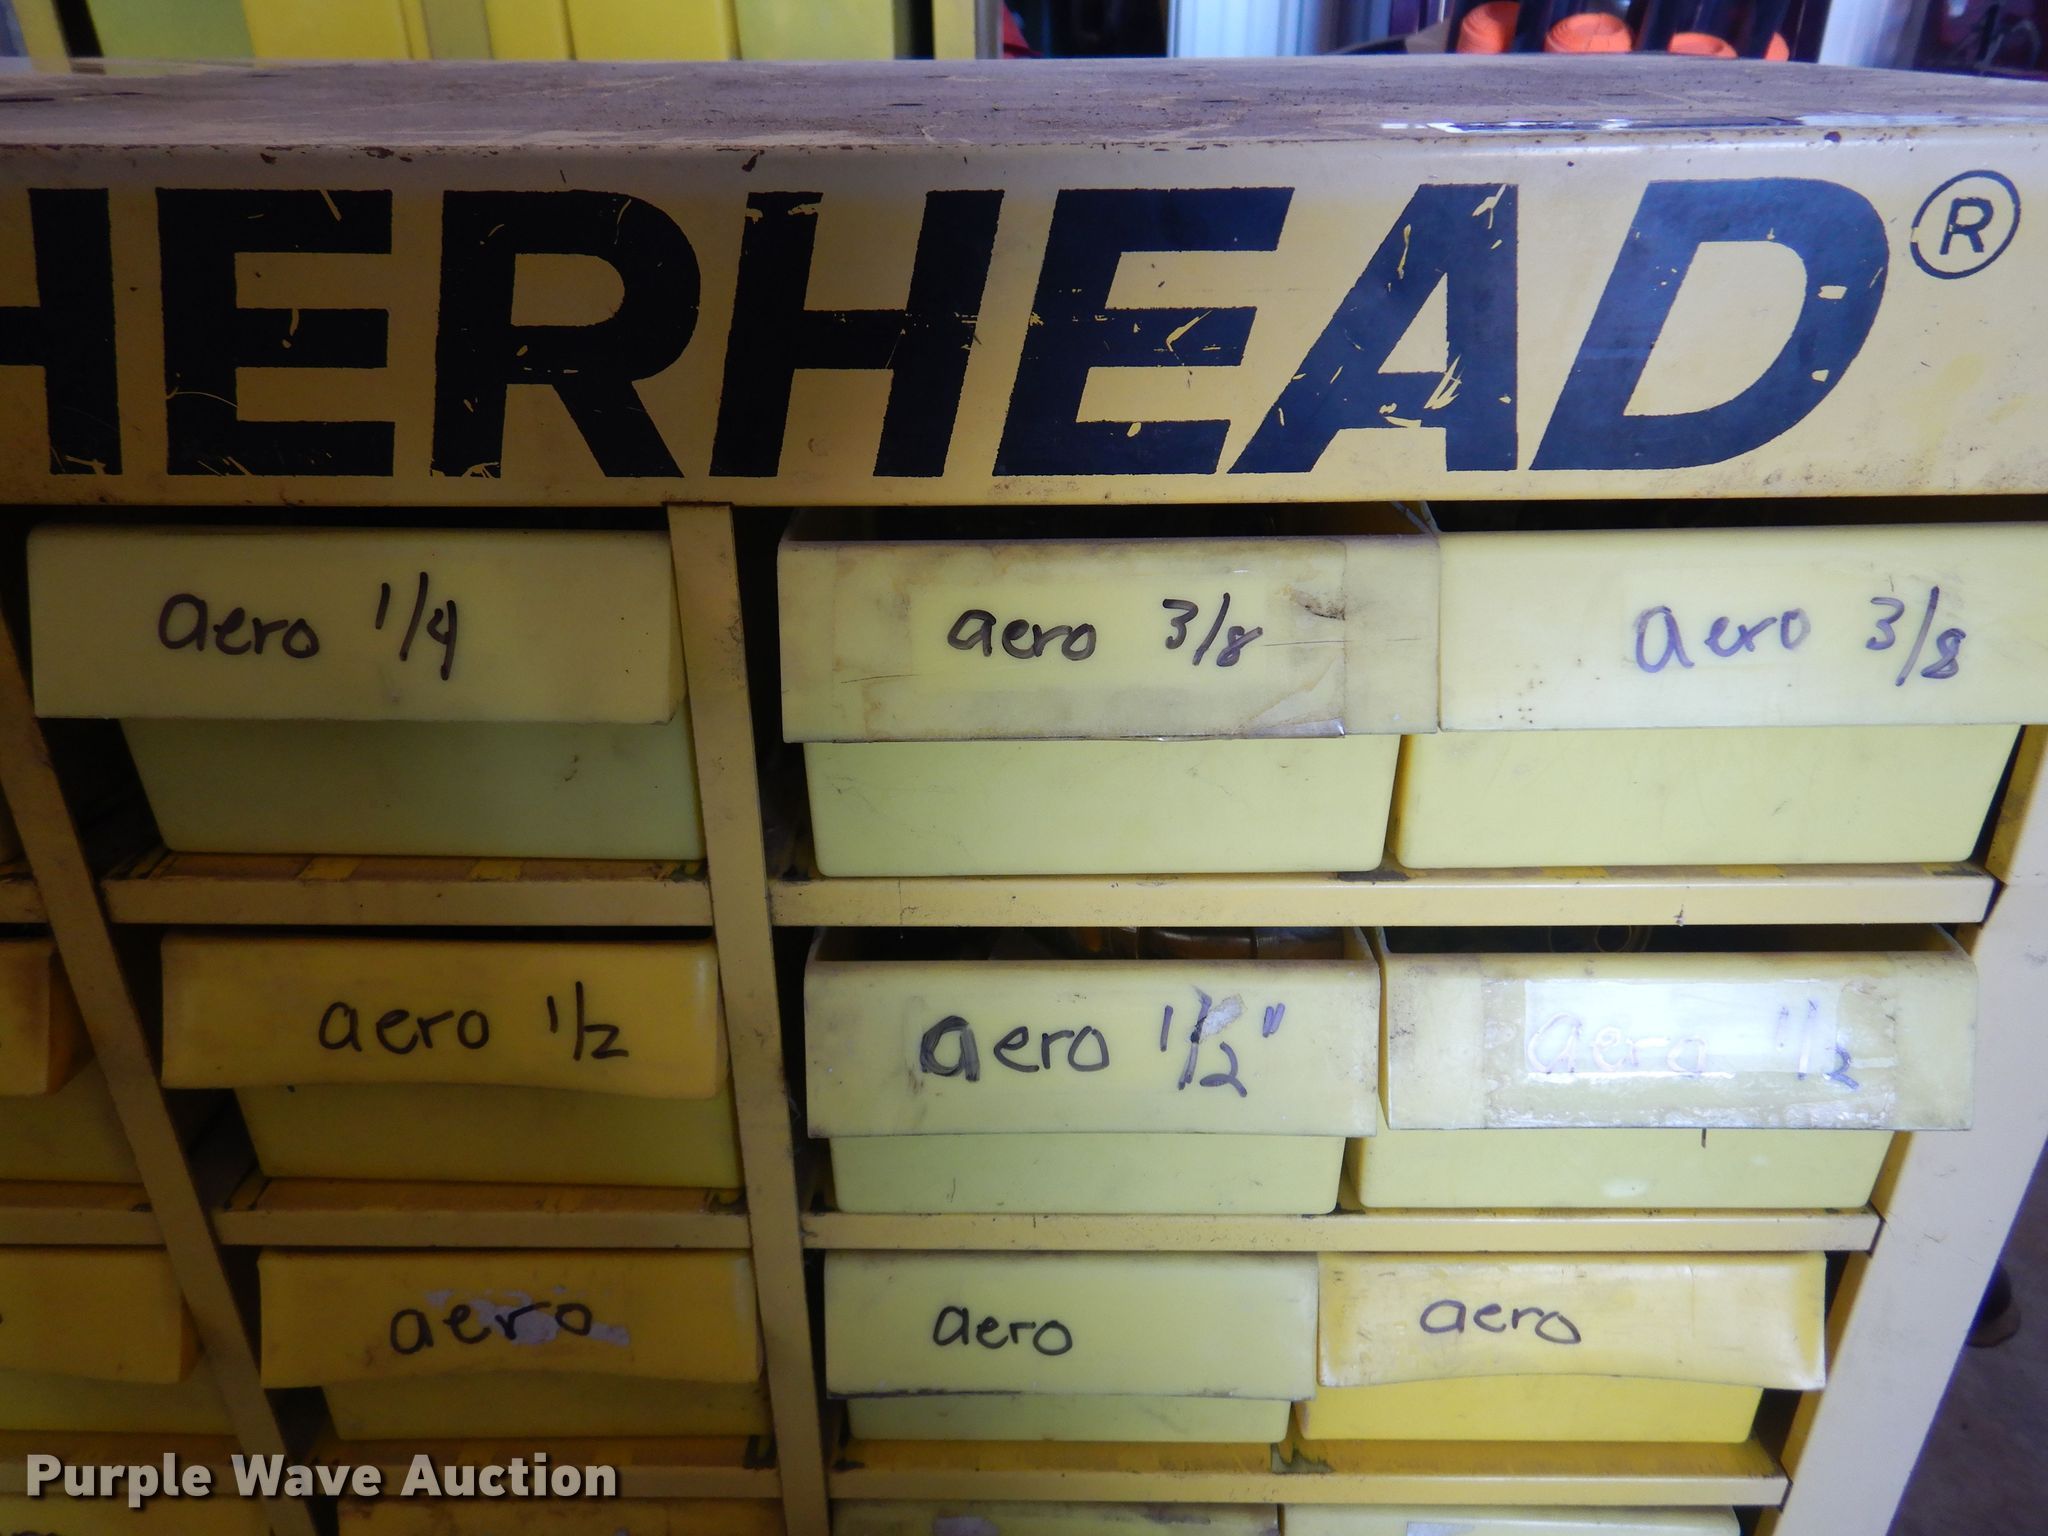 HERHEAD®
aero 1/4
aero 3/8
aero 3/8
aero 1/2
aero 1/2"
aero 1/2
aero
aero
aero
Purple Wave Auction